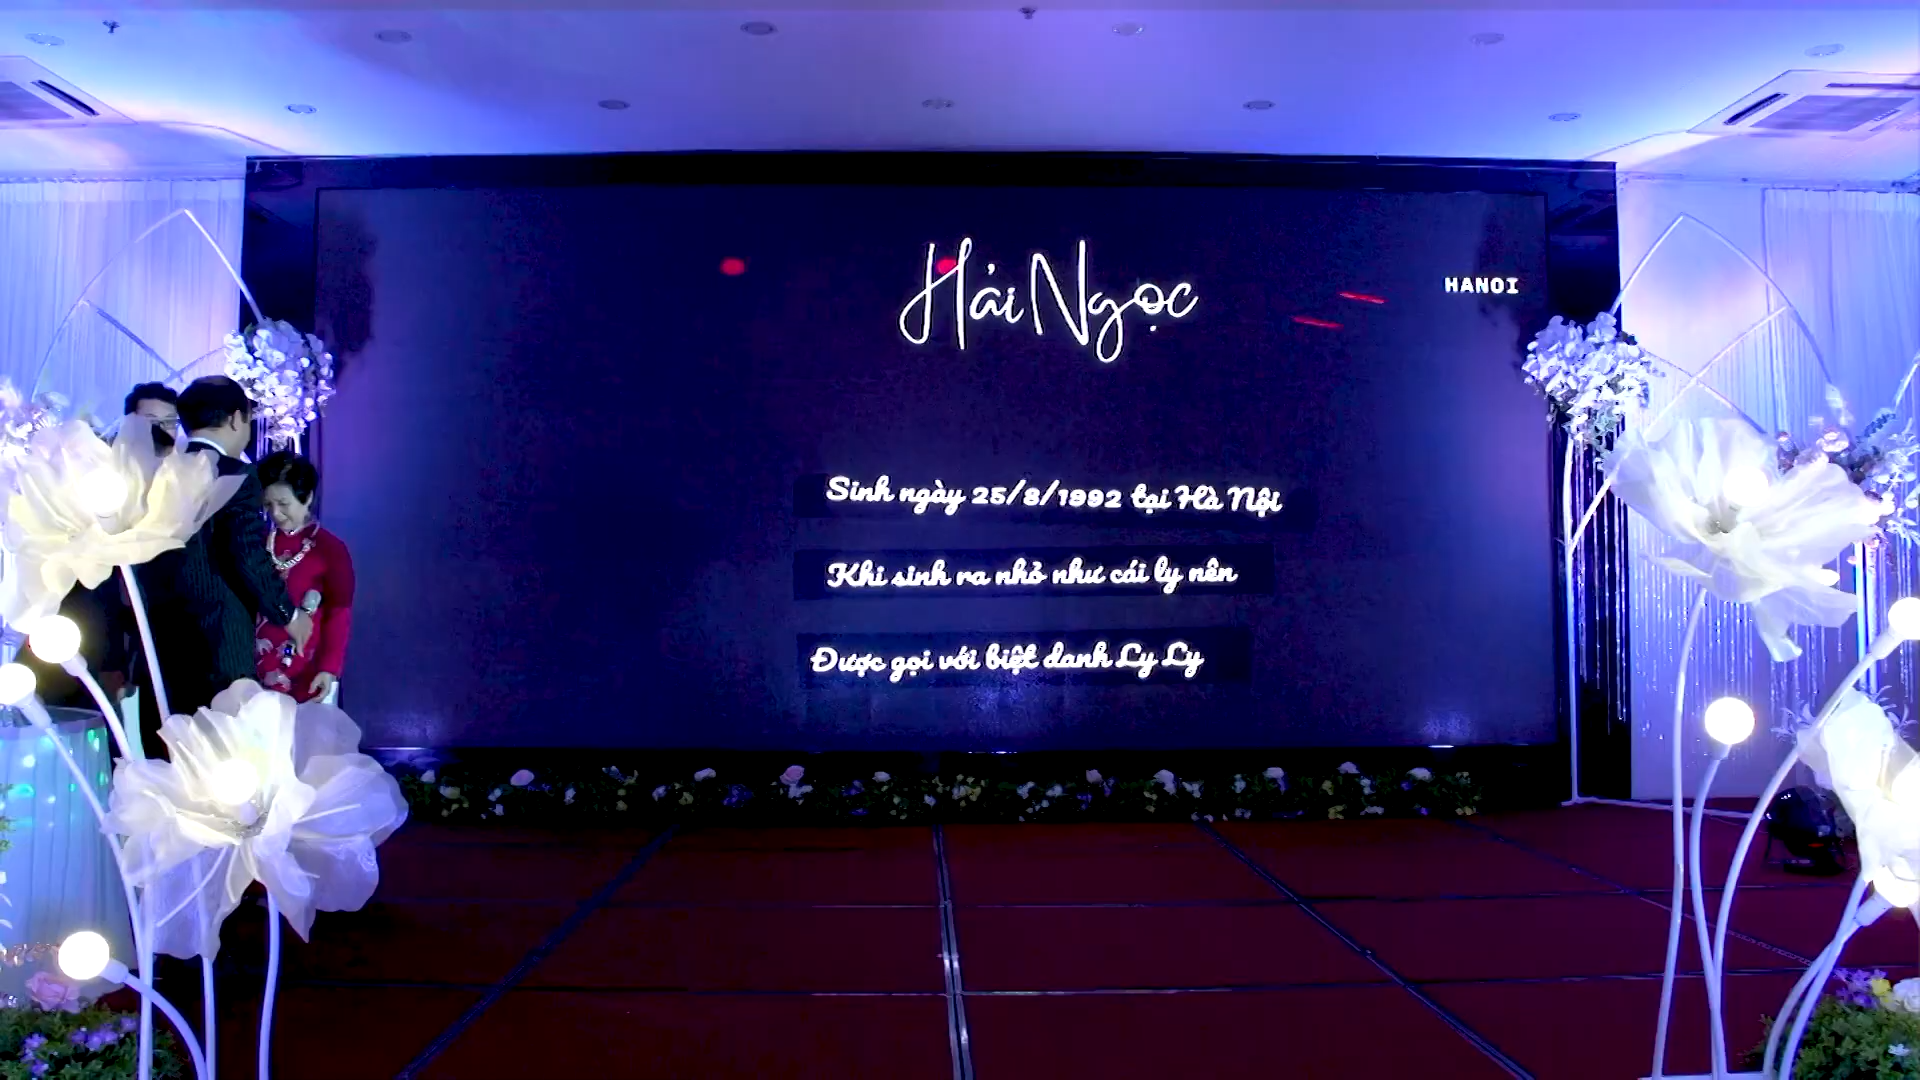 Hải Ngọc
HANOI
Sinh ngày 25/8/1992 tại Hà Nội
Khi sinh ra nhỏ như cái ly nên
Được gọi với biệt danh Ly Ly